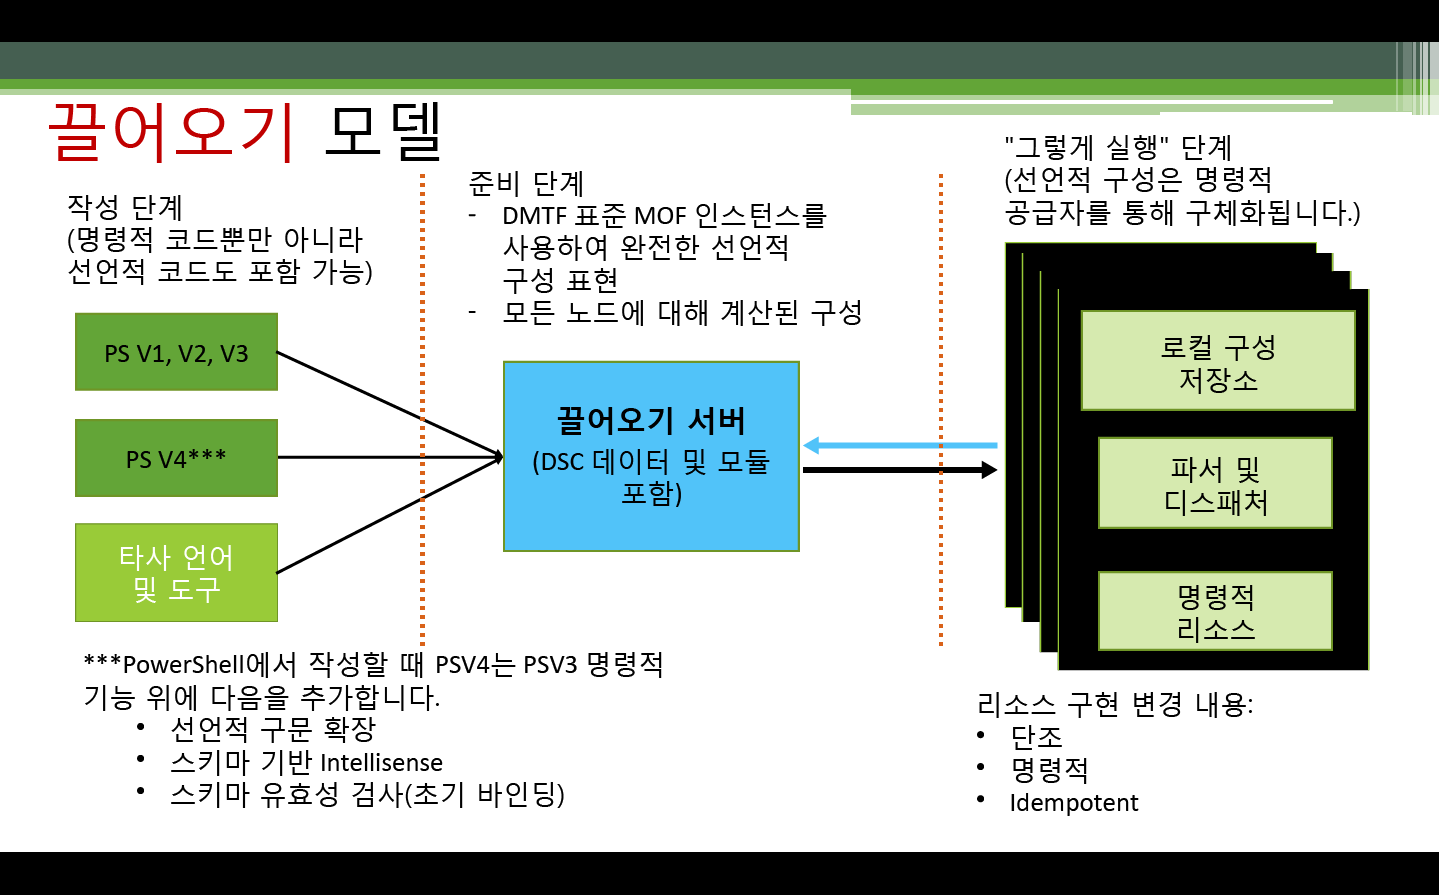 끌어오기 모델
작성 단계
(명령적 코드뿐만 아니라
선언적 코드도 포함 가능)
PS V1, V2, V3
PS V4***
타사 언어
및 도구
준비 단계
- DMTF 표준 MOF 인스턴스를
사용하여 완전한 선언적
구성 표현
- 모든 노드에 대해 계산된 구성
끌어오기 서버
(DSC 데이터 및 모듈
포함)
"그렇게 실행" 단계
(선언적 구성은 명령적
공급자를 통해 구체화됩니다.)
로컬 구성
저장소
파서 및
디스패처
명령적
리소스
***PowerShell에서 작성할 때 PSV4는 PSV3 명령적
기능 위에 다음을 추가합니다.
• 선언적 구문 확장
• 스키마 기반 Intellisense
• 스키마 유효성 검사(초기 바인딩)
리소스 구현 변경 내용:
• 단조
• 명령적
• Idempotent